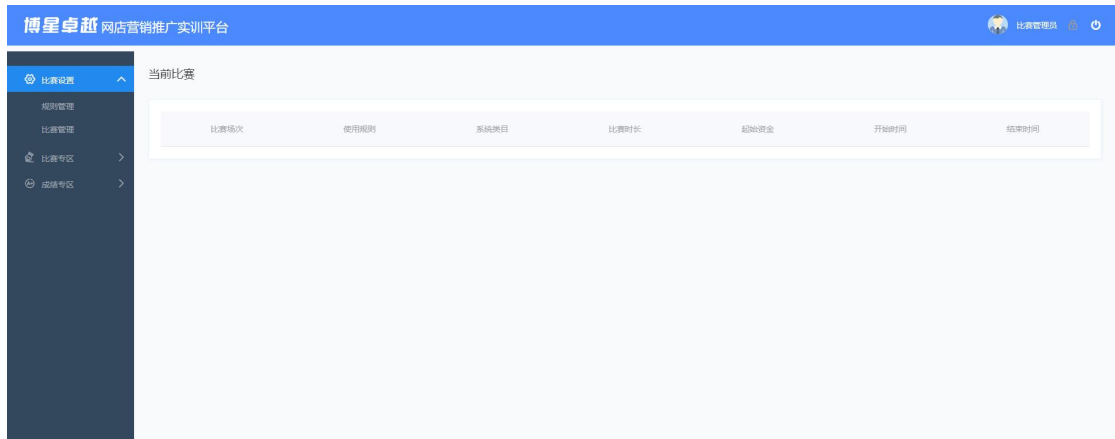 博星卓越 网店营销推广实训平台
比赛管理员
比赛设置
规则管理
比赛管理
比赛专区
成绩专区
当前比赛
比赛场次 使用规则 系统类目 比赛时长 起始资金 开始时间 结束时间